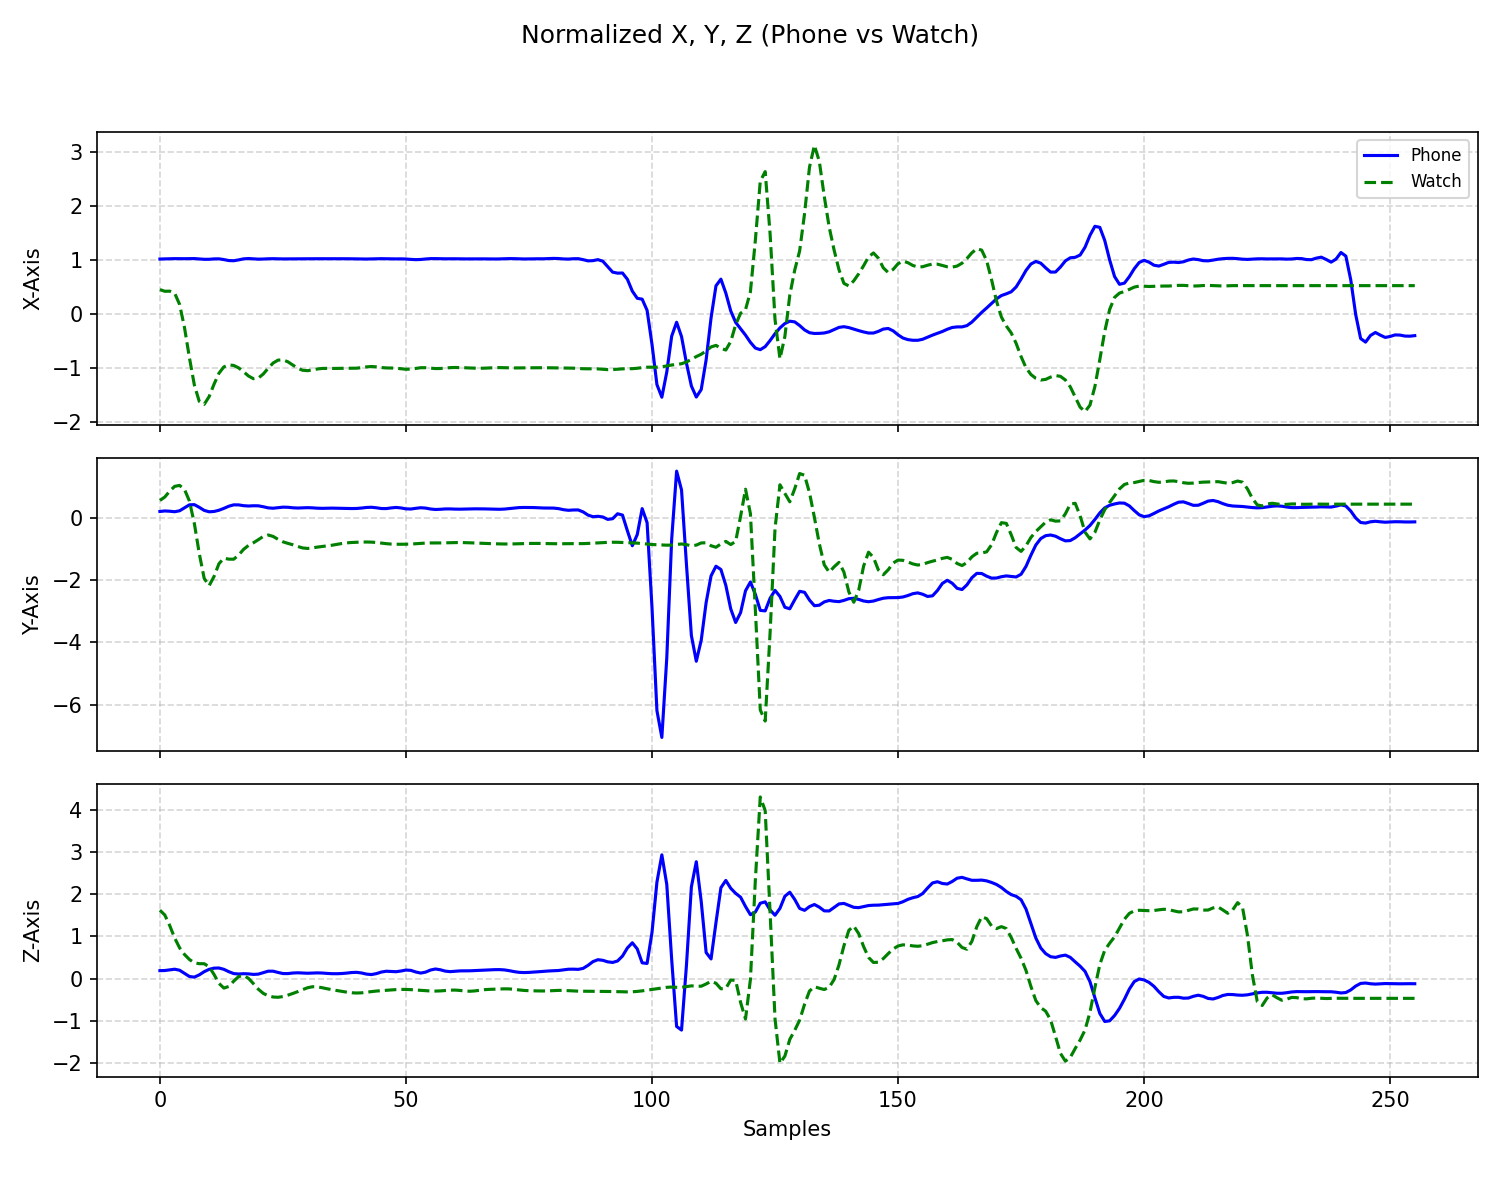 Normalized X, Y, Z (Phone vs Watch)
3
2
1
0
−1
−2
X-Axis
Phone
Watch
0
−2
−4
−6
Y-Axis
4
3
2
1
0
−1
−2
Z-Axis
0 50 100 150 200 250
Samples